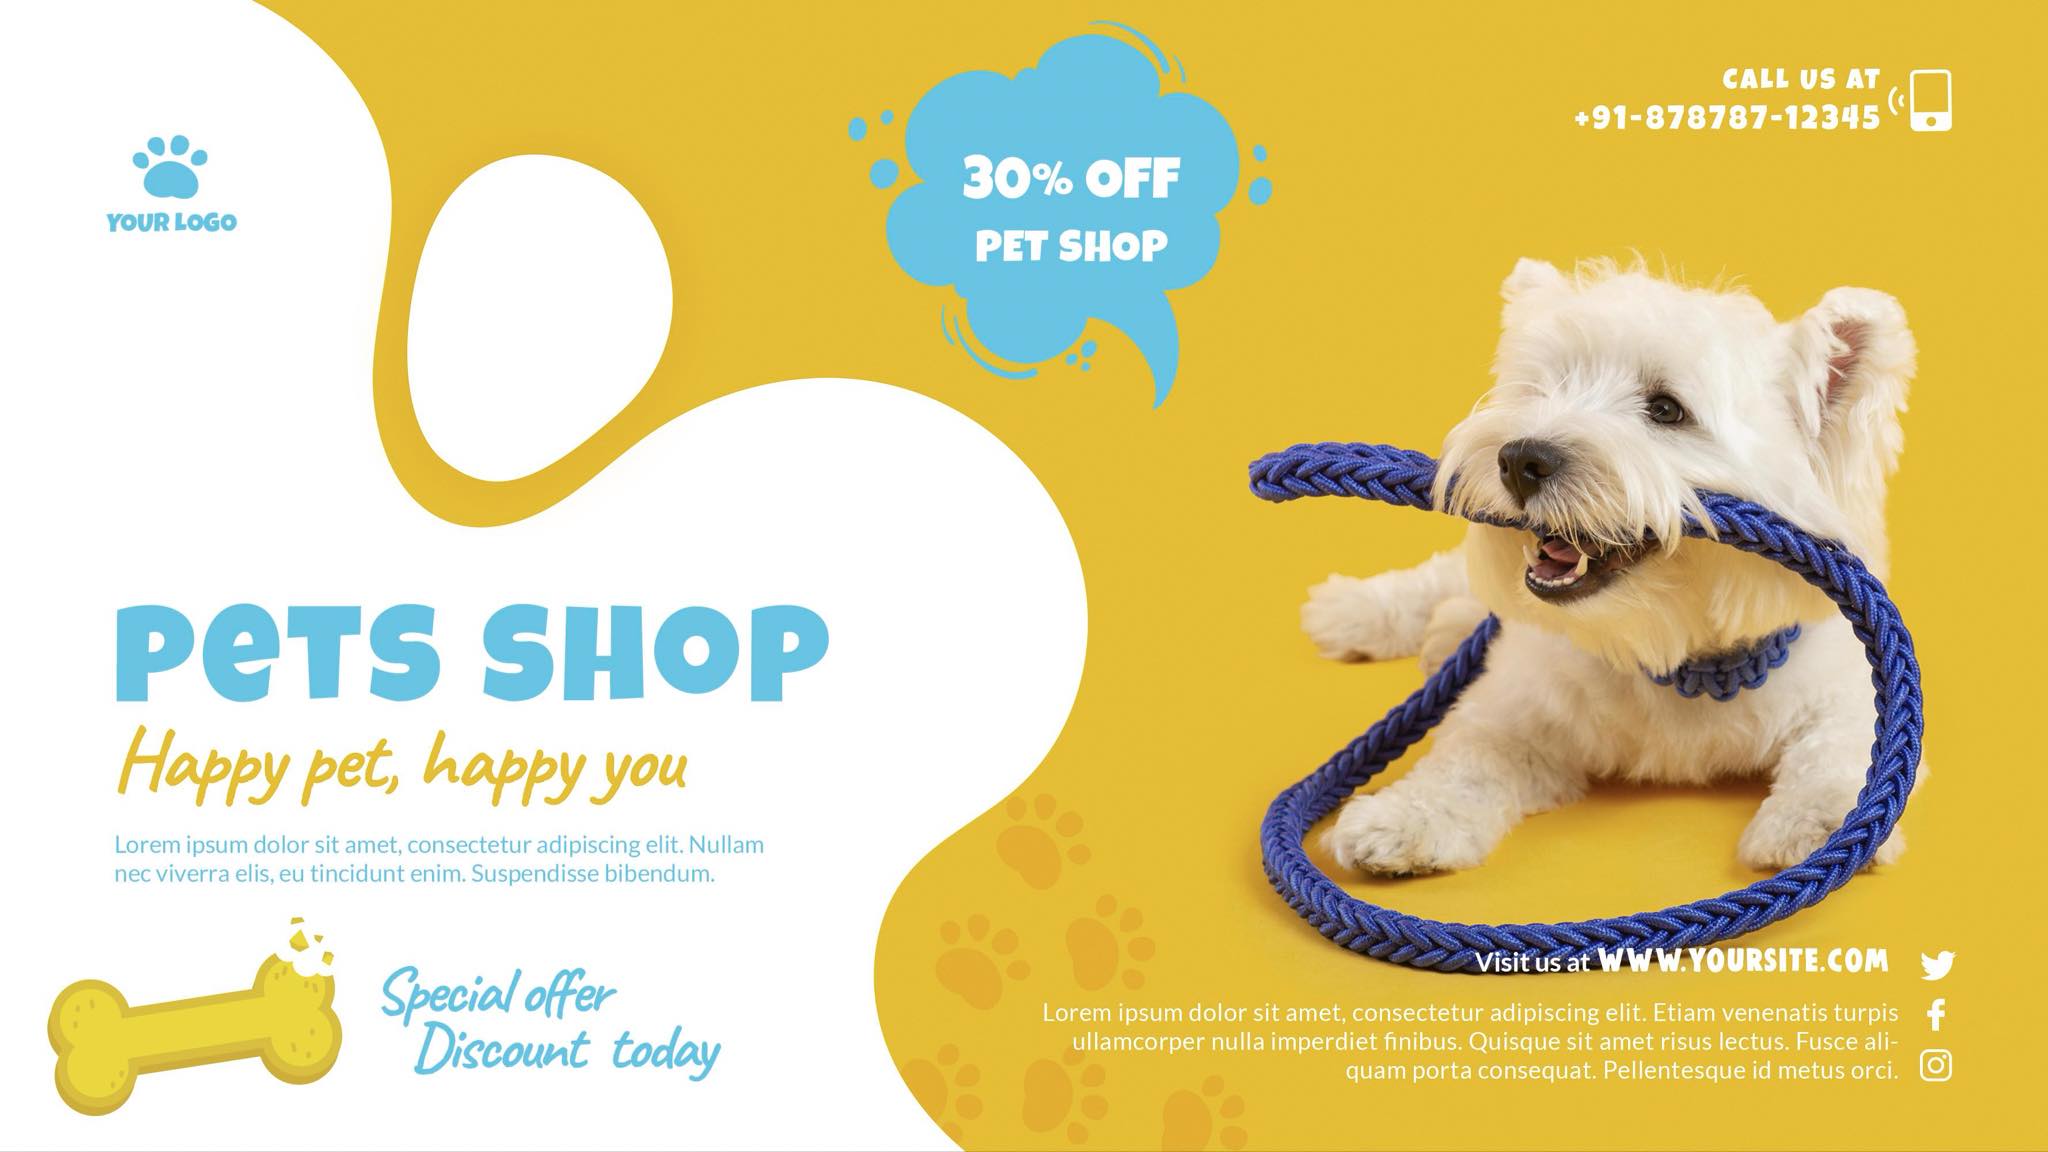 YOUR LOGO
30% OFF
PET SHOP
CALL US AT
+91-878787-12345
PeTS SHOP
Happy pet, happy you
Lorem ipsum dolor sit amet, consectetur adipiscing elit. Nullam
nec viverra elis, eu tincidunt enim. Suspendisse bibendum.
Special offer
Discount today
Visit us at WWW.YOURSITE.COM
Lorem ipsum dolor sit amet, consectetur adipiscing elit. Etiam venenatis turpis
ullamcorper nulla imperdiet finibus. Quisque sit amet risus lectus. Fusce ali-
quam porta consequat. Pellentesque id metus orci.